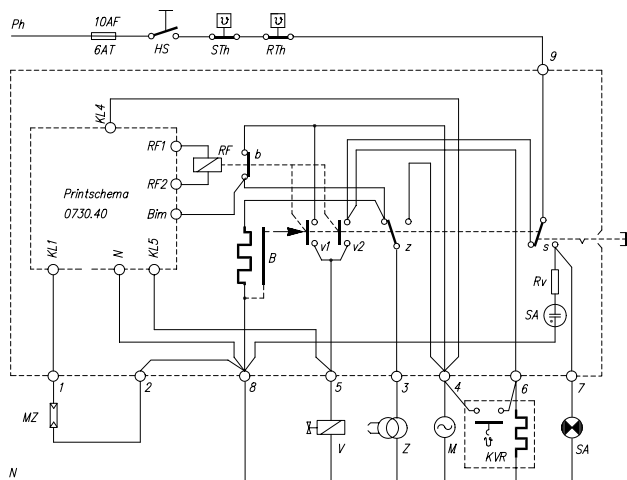 Ph
10AF
6AT
HS
STh
RTh
9
KL4
RF1
RF
b
RF2
Printschema
0730.40
Bim
KL1
N
KL5
B
v1
v2
z
s
Rv
SA
1
2
8
5
3
4
6
7
MZ
V
Z
M
KVR
SA
N